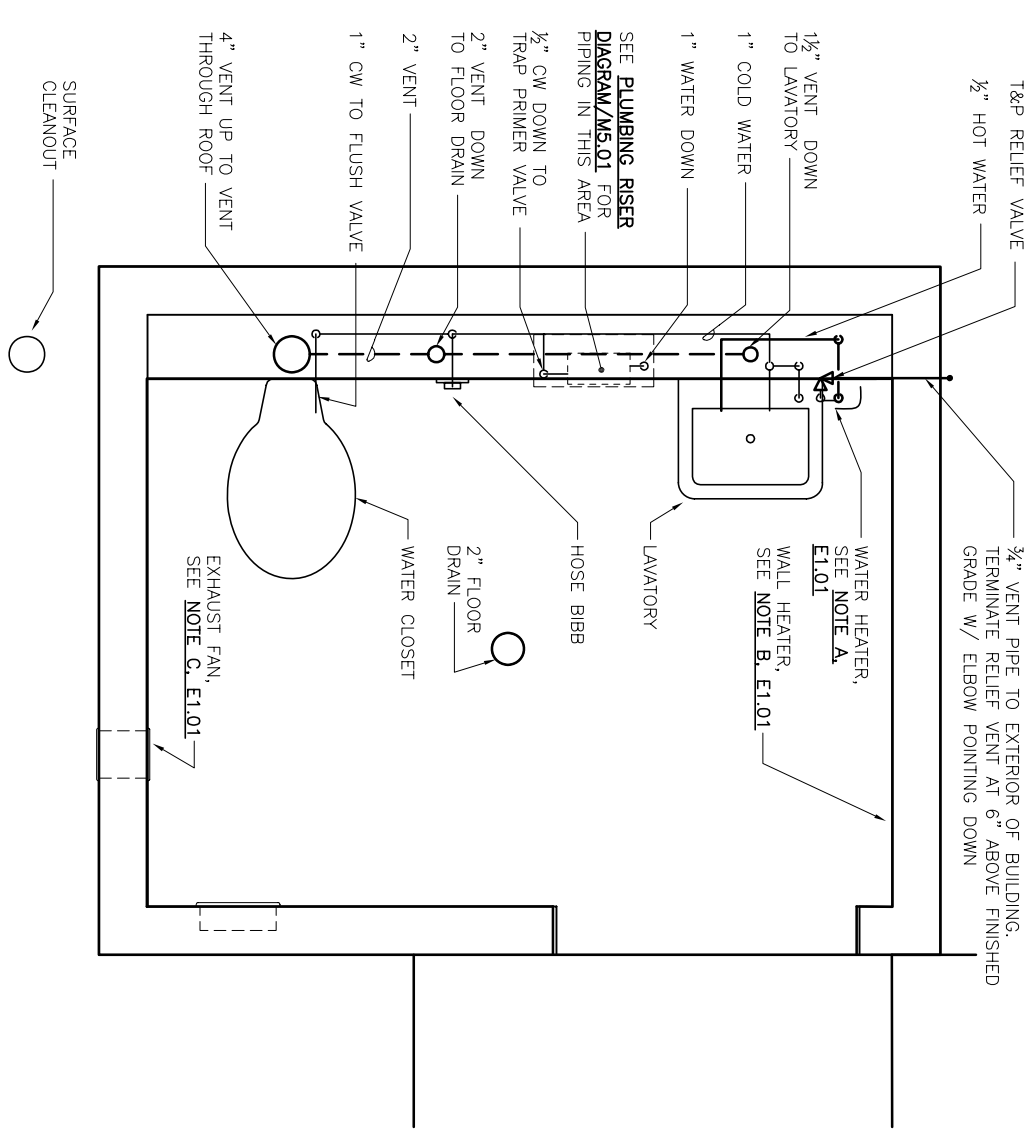 T&P RELIEF VALVE
½" HOT WATER
¾" VENT PIPE TO EXTERIOR OF BUILDING.
TERMINATE RELIEF VENT AT 6" ABOVE FINISHED
GRADE W/ ELBOW POINTING DOWN
1½" VENT DOWN
TO LAVATORY
1" COLD WATER
1" WATER DOWN
SEE PLUMBING RISER
DIAGRAM/M5.01 FOR
PIPING IN THIS AREA
½" CW DOWN TO
TRAP PRIMER VALVE
2" VENT DOWN
TO FLOOR DRAIN
2" VENT
1" CW TO FLUSH VALVE
4" VENT UP TO VENT
THROUGH ROOF
SURFACE
CLEANOUT
WATER HEATER,
SEE NOTE A,
E1.01
WALL HEATER,
SEE NOTE B, E1.01
LAVATORY
HOSE BIBB
2" FLOOR
DRAIN
WATER CLOSET
EXHAUST FAN,
SEE NOTE C, E1.01